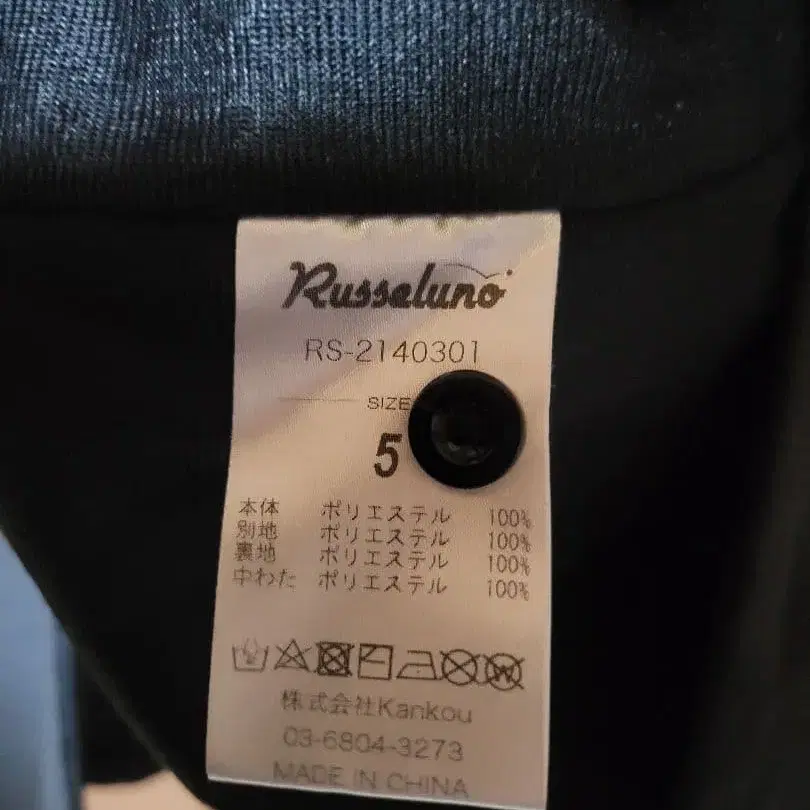 Russeluno
RS-2140301
SIZE
5
本体 ポリエステル 100%
別地 ポリエステル 100%
裏地 ポリエステル 100%
中わた ポリエステル 100%
株式会社Kankou
03-6804-3273
MADE IN CHINA